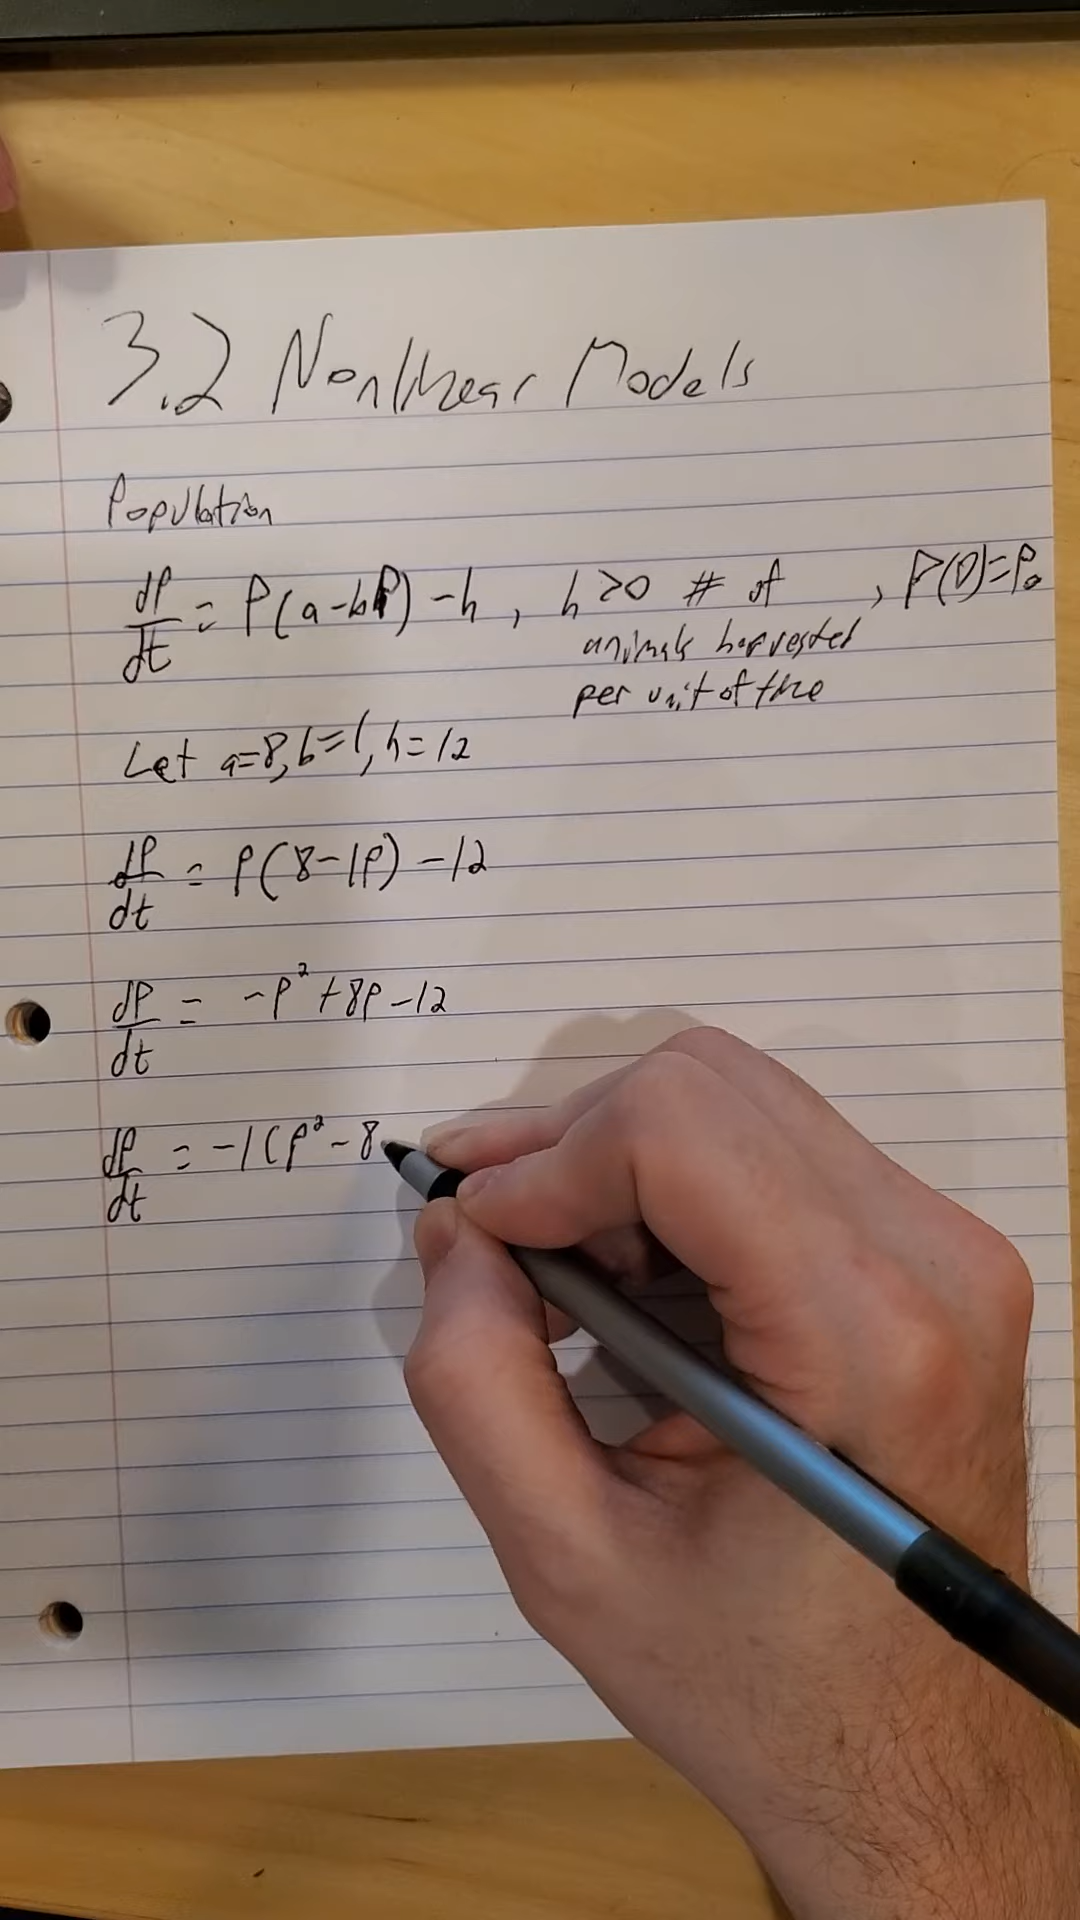 3.2 Nonlinear Models
Population
dP/dt = P(a-bP) -h, h>0 # of animals harvested per unit of time, P(0)=P₀
Let a=8, b=1, h=12
dP/dt = P(8-1P) -12
dP/dt = -P² +8P -12
dP/dt = -1(P² -8